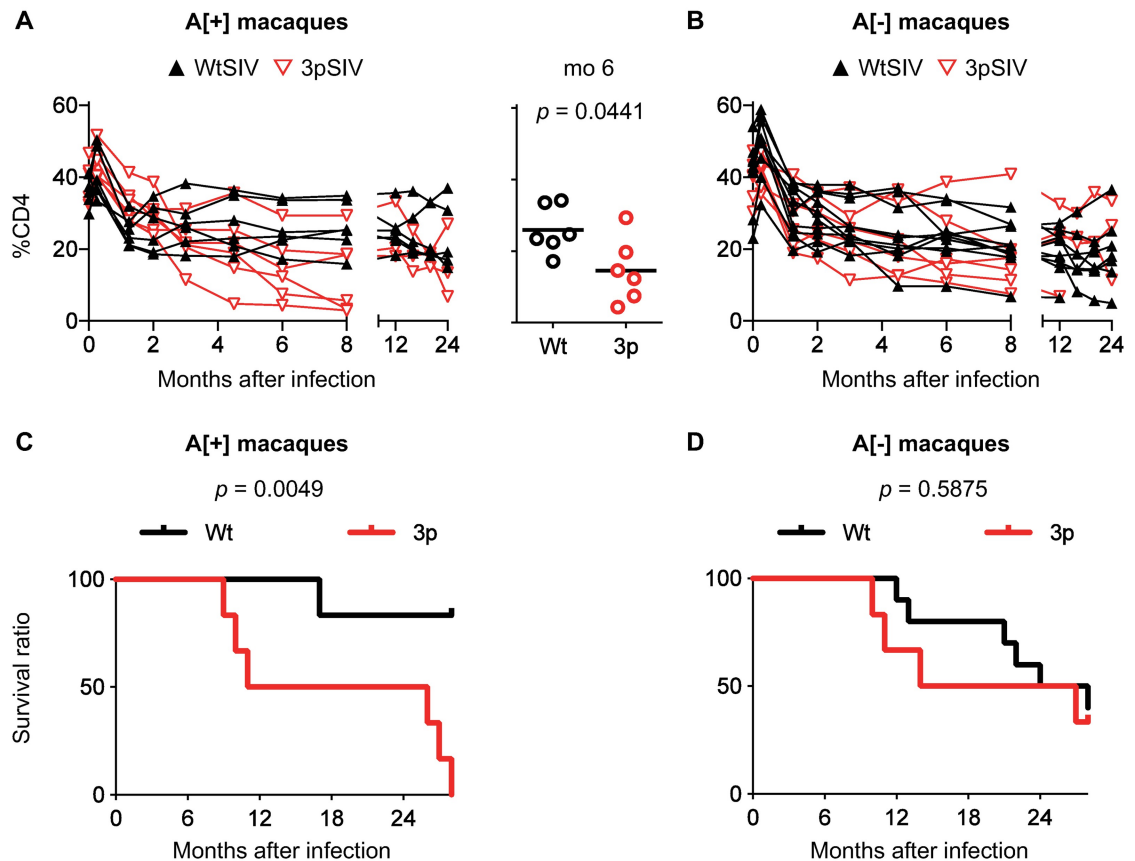 A
A[+] macaques
WtSIV 3pSIV
%CD4
60
40
20
0
0 2 4 6 8 12 24
Months after infection
mo 6
p = 0.0441
Wt 3p
B
A[-] macaques
WtSIV 3pSIV
60
40
20
0
0 2 4 6 8 12 24
Months after infection
C
A[+] macaques
p = 0.0049
Wt 3p
Survival ratio
100
50
0
0 6 12 18 24
Months after infection
D
A[-] macaques
p = 0.5875
Wt 3p
100
50
0
0 6 12 18 24
Months after infection